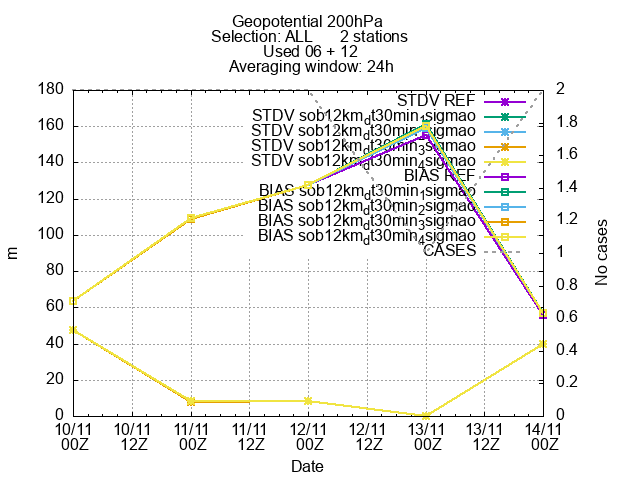 Geopotential 200hPa
Selection: ALL 2 stations
Used 06 + 12
Averaging window: 24h
180
160
140
120
100
80
60
40
20
0
m
2
1.8
1.6
1.4
1.2
1
0.8
0.6
0.4
0.2
0
No cases
STDV REF
STDV sob12km_dt30min_1sigmao
STDV sob12km_dt30min_2sigmao
STDV sob12km_dt30min_3sigmao
STDV sob12km_dt30min_4sigmao
BIAS REF
BIAS sob12km_dt30min_1sigmao
BIAS sob12km_dt30min_2sigmao
BIAS sob12km_dt30min_3sigmao
BIAS sob12km_dt30min_4sigmao
CASES
10/11 10/11 11/11 11/11 12/11 12/11 13/11 13/11 14/11
00Z 12Z 00Z 12Z 00Z 12Z 00Z 12Z 00Z
Date